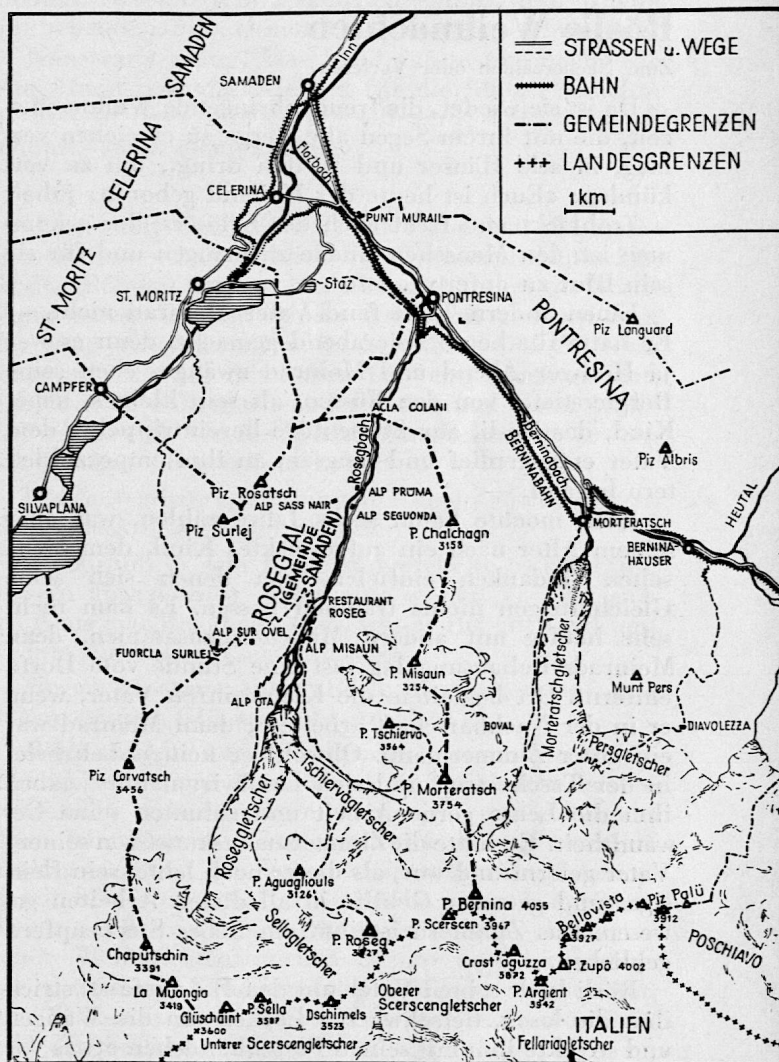 STRASSEN u. WEGE
BAHN
GEMEINDEGRENZEN
LANDESGRENZEN
1 km
Inn
SAMADEN
SAMADEN
CELERINA
Flazbach
CELERINA
PUNT MURAIL
ST. MORITZ
ST. MORITZ
Staz
PONTRESINA
PONTRESINA
Piz Languard
CAMPFER
ACLA COLANI
Rosegbach
Berninabach
BERNINABAHN
Piz Albris
HEUTAL
SILVAPLANA
Piz Rosatsch
ALP SASS NAIR
Piz Surlej
ALP PRÜMA
ALP SEGUONDA
P. Chalchagn
3155
MORTERATSCH
BERNINA
HÄUSER
ROSEGTAL
(GEMEINDE
SAMADEN)
RESTAURANT
ROSEG
ALP SUR OVEL
FUORCLA SURLEJ
ALP MISAUN
P. Misaun
3251
Morteratschgletscher
Munt Pers
ALP OTA
P. Tschierva
3564
BOVAL
Persgletscher
DIAVOLEZZA
Piz Corvatsch
3456
Roseggletscher
Tschiervagletscher
P. Morteratsch
3754
P. Aguagliouls
3126
Sellagletscher
P. Bernina 4055
P. Scerscen 3967
Bellavista
3927
Piz Palü
3912
POSCHIAVO
Chaputschin
3391
P. Roseg
3927
Crast'aguzza
3872
P. Zupò 4002
La Muongia
3419
P. Argient
3942
Oberer
Scerscengletscher
Glüschaint
3600
P. Sella
3587
Dschimels
3523
ITALIEN
Unterer Scerscengletscher
Fellariagletscher